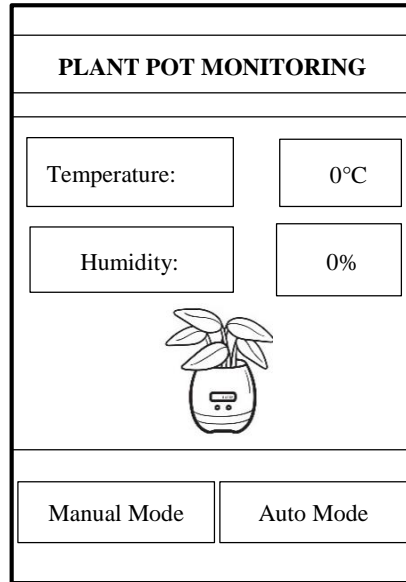 PLANT POT MONITORING
Temperature: 0°C
Humidity: 0%
Manual Mode Auto Mode